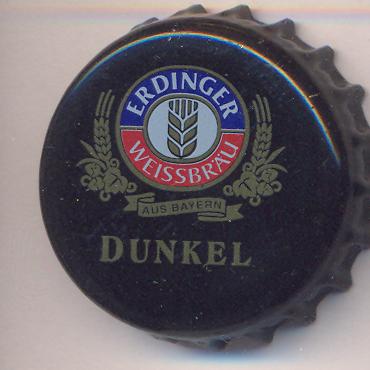 ERDINGER
WEISSBRÄU
AUS BAYERN
DUNKEL